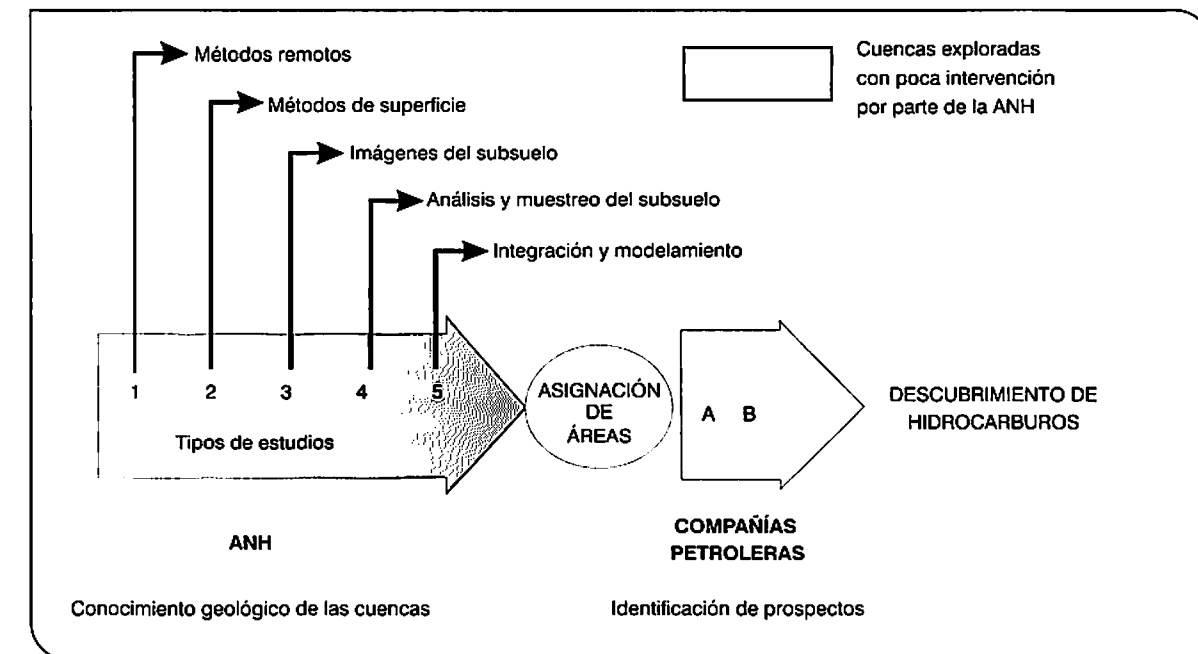 Métodos remotos
Métodos de superficie
Imágenes del subsuelo
Análisis y muestreo del subsuelo
Integración y modelamiento
Cuencas exploradas
con poca intervención
por parte de la ANH
1 2 3 4 5
Tipos de estudios
ASIGNACIÓN
DE
ÁREAS
A B
DESCUBRIMIENTO DE
HIDROCARBUROS
ANH
COMPAÑÍAS
PETROLERAS
Conocimiento geológico de las cuencas
Identificación de prospectos